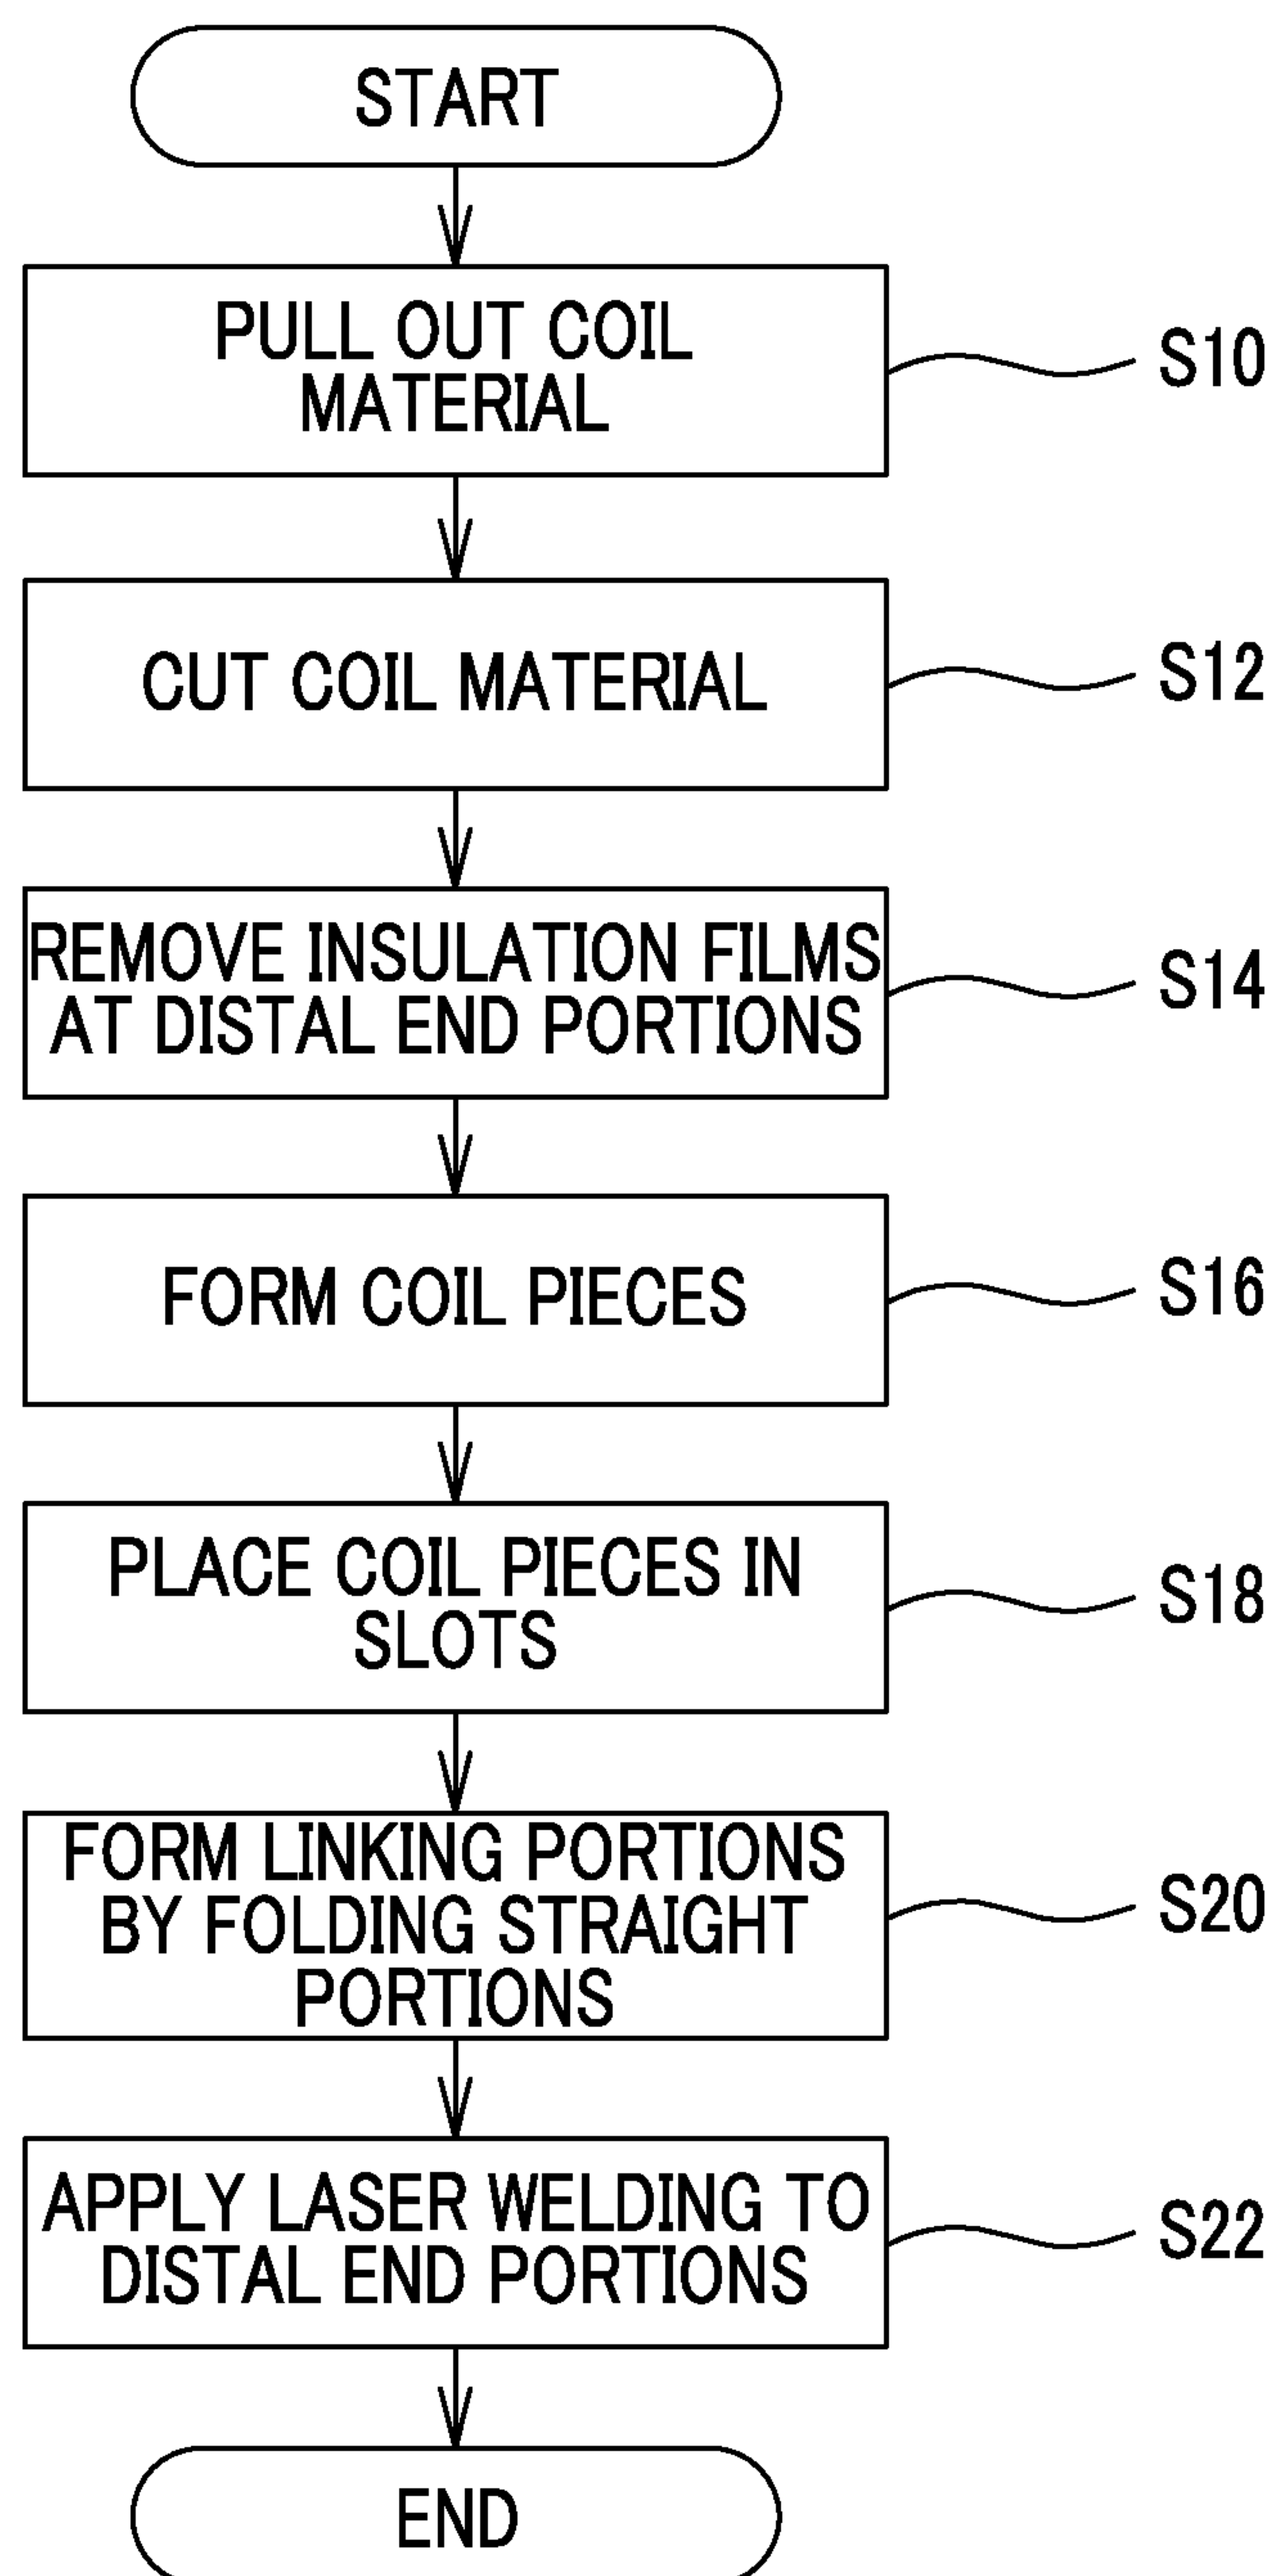 START
PULL OUT COIL
MATERIAL
S10
CUT COIL MATERIAL
S12
REMOVE INSULATION FILMS
AT DISTAL END PORTIONS
S14
FORM COIL PIECES
S16
PLACE COIL PIECES IN
SLOTS
S18
FORM LINKING PORTIONS
BY FOLDING STRAIGHT
PORTIONS
S20
APPLY LASER WELDING TO
DISTAL END PORTIONS
S22
END